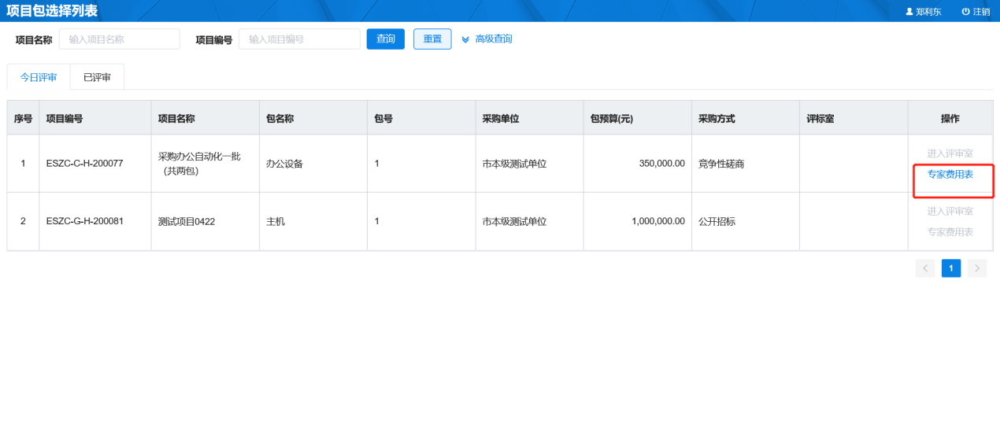 项目包选择列表 郑利东 注销
项目名称 输入项目名称 项目编号 输入项目编号 查询 重置 高级查询
今日评审 已评审
序号 项目编号 项目名称 包名称 包号 采购单位 包预算(元) 采购方式 评标室 操作
1 ESZC-C-H-200077 采购办公自动化一批（共两包） 办公设备 1 市本级测试单位 350,000.00 竞争性磋商 进入评审室
专家费用表
2 ESZC-G-H-200081 测试项目0422 主机 1 市本级测试单位 1,000,000.00 公开招标 进入评审室
专家费用表
< 1 >